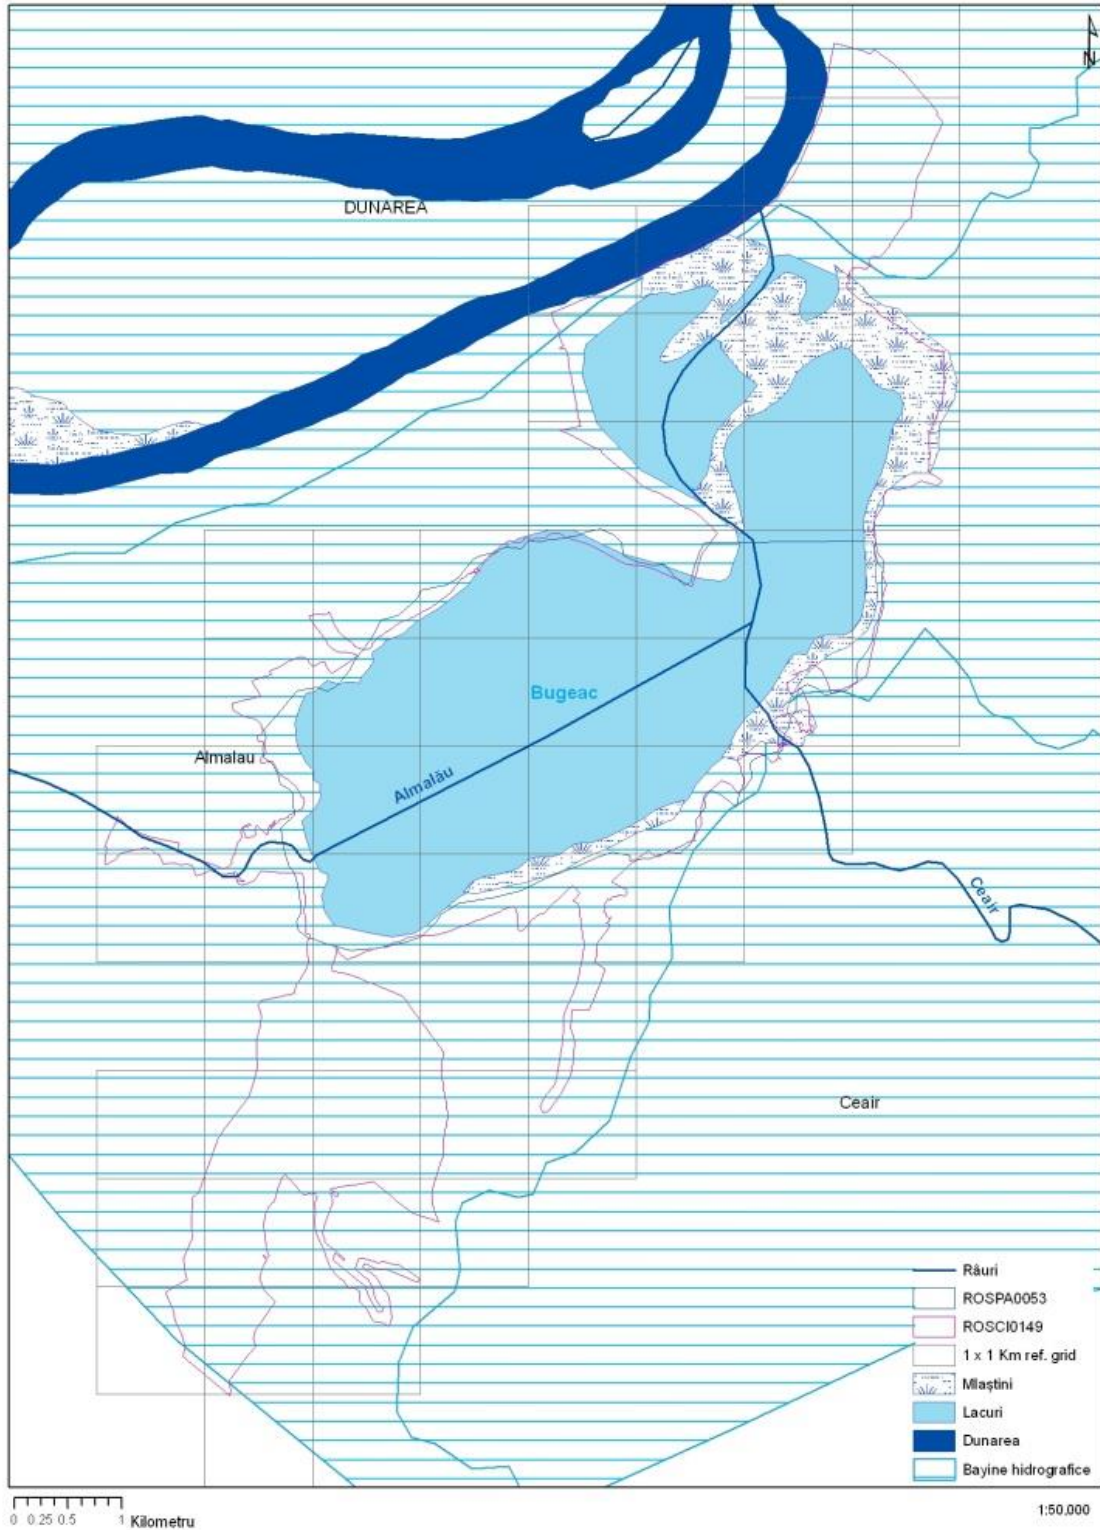 N
DUNAREA
Bugeac
Almalau
Almalău
Ceair
Ceair
Râuri
ROSPA0053
ROSCI0149
1 x 1 Km ref. grid
Mlaștini
Lacuri
Dunarea
Bayine hidrografice
0 0.25 0.5 1 Kilometru
1:50,000